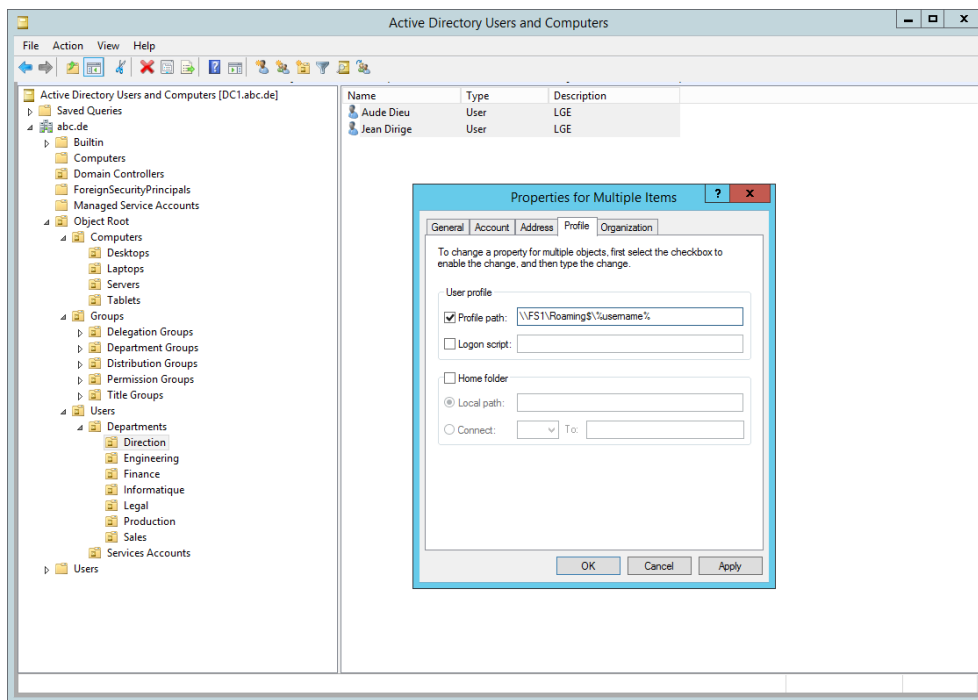 Active Directory Users and Computers
File Action View Help
Active Directory Users and Computers [DC1.abc.de]
Saved Queries
abc.de
Builtin
Computers
Domain Controllers
ForeignSecurityPrincipals
Managed Service Accounts
Object Root
Computers
Desktops
Laptops
Servers
Tablets
Groups
Delegation Groups
Department Groups
Distribution Groups
Permission Groups
Title Groups
Users
Departments
Direction
Engineering
Finance
Informatique
Legal
Production
Sales
Services Accounts
Users
Name Type Description
Aude Dieu User LGE
Jean Dirige User LGE
Properties for Multiple Items
? x
General Account Address Profile Organization
To change a property for multiple objects, first select the checkbox to
enable the change, and then type the change.
User profile
Profile path: \\FS1\Roaming$\%username%
Logon script:
Home folder
Local path:
Connect: To:
OK Cancel Apply